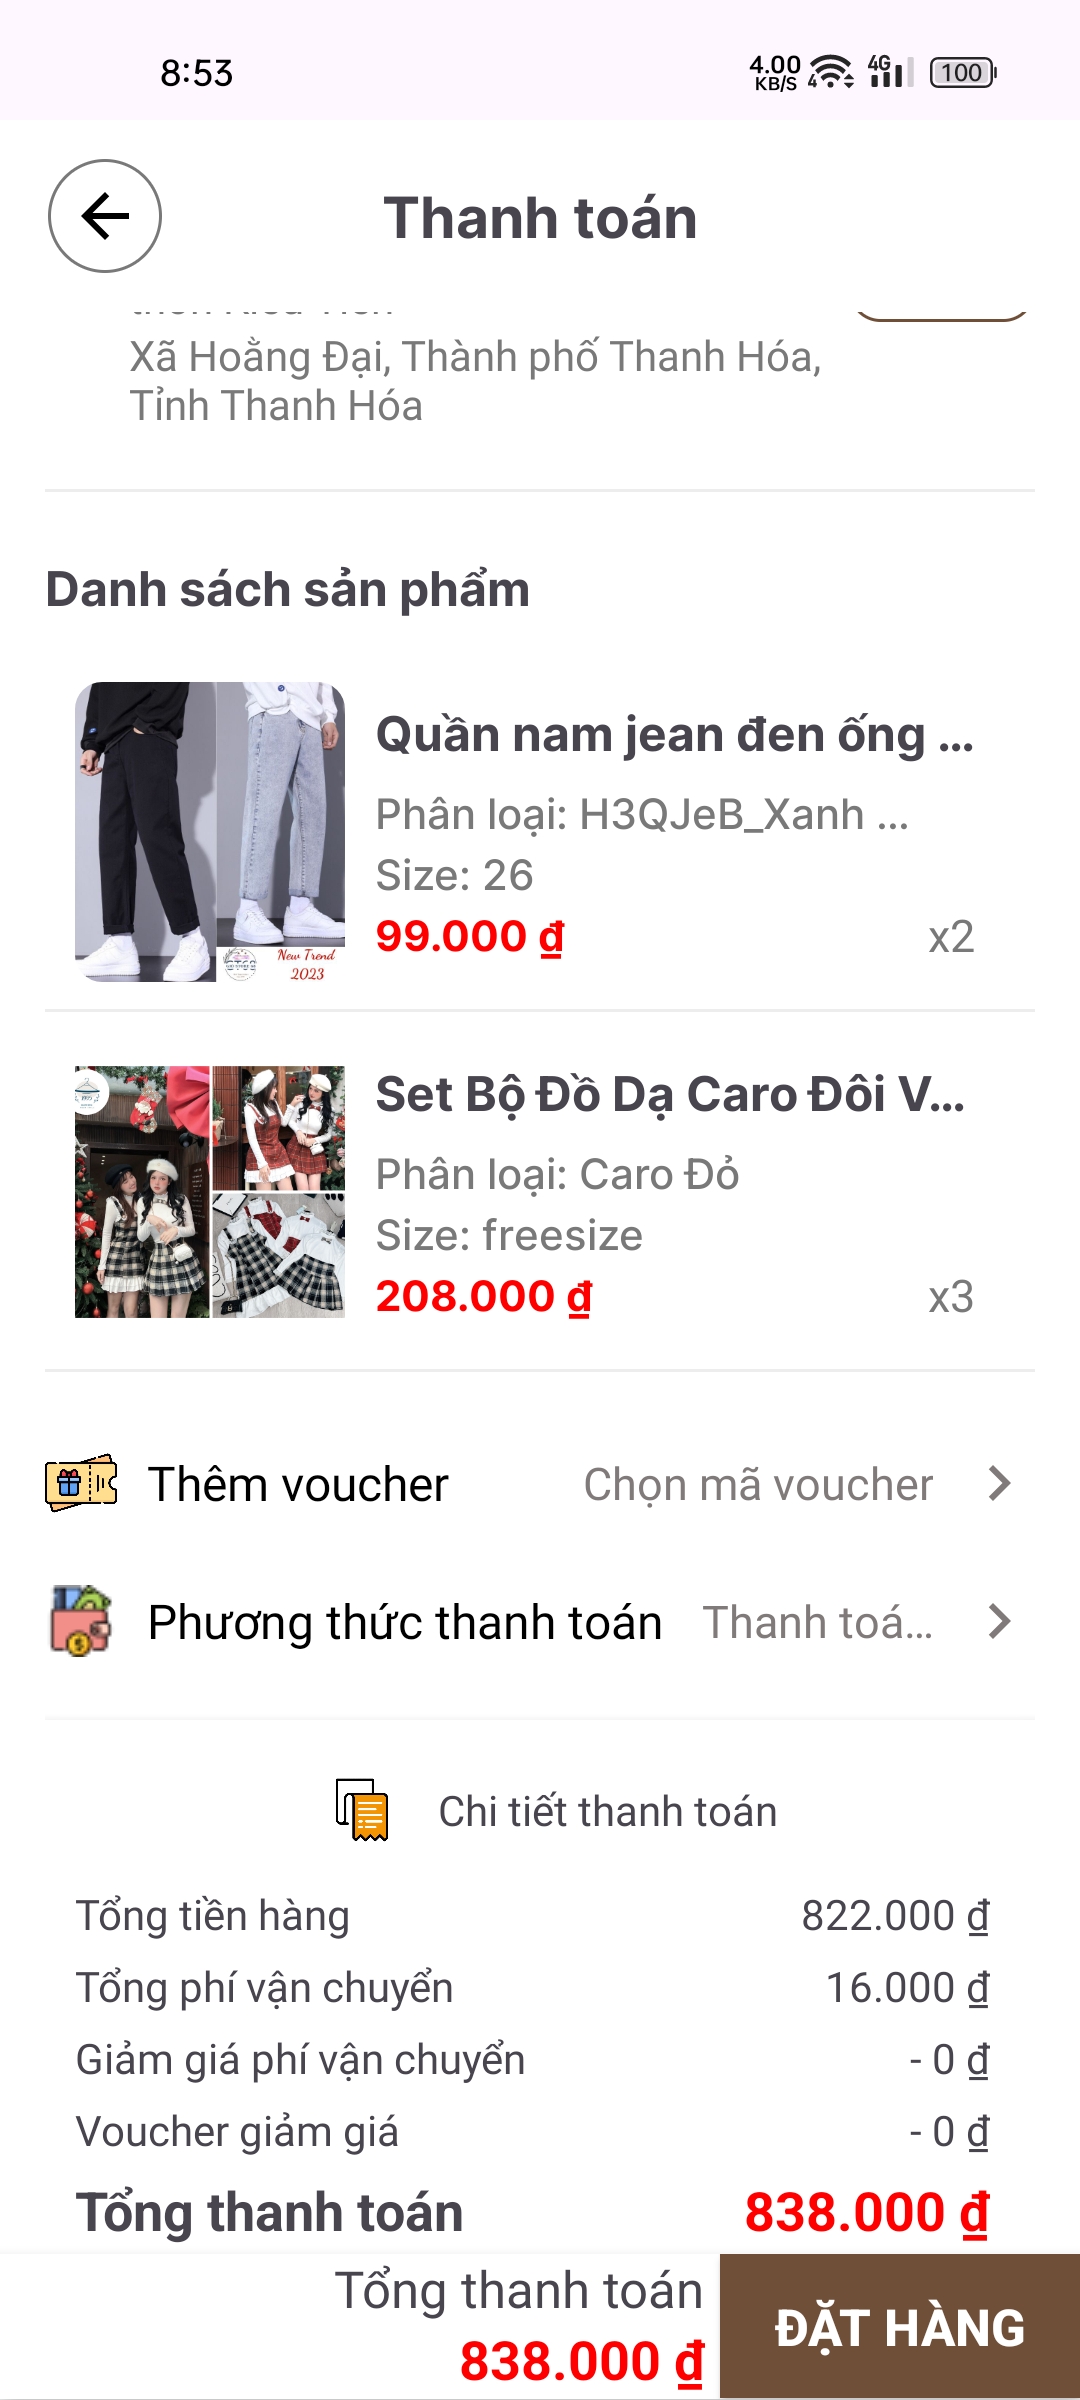 8:53
4.00
KB/S
4
4G
100
Thanh toán
Xã Hoằng Đại, Thành phố Thanh Hóa,
Tỉnh Thanh Hóa
Danh sách sản phẩm
New Trend
2023
Quần nam jean đen ống ...
Phân loại: H3QJeB_Xanh ...
Size: 26
99.000 ₫
x2
Set Bộ Đồ Dạ Caro Đôi V...
Phân loại: Caro Đỏ
Size: freesize
208.000 ₫
x3
Thêm voucher
Chọn mã voucher
Phương thức thanh toán
Thanh toá...
Chi tiết thanh toán
Tổng tiền hàng
822.000 ₫
Tổng phí vận chuyển
16.000 ₫
Giảm giá phí vận chuyển
- 0 ₫
Voucher giảm giá
- 0 ₫
Tổng thanh toán
838.000 ₫
Tổng thanh toán
838.000 ₫
ĐẶT HÀNG